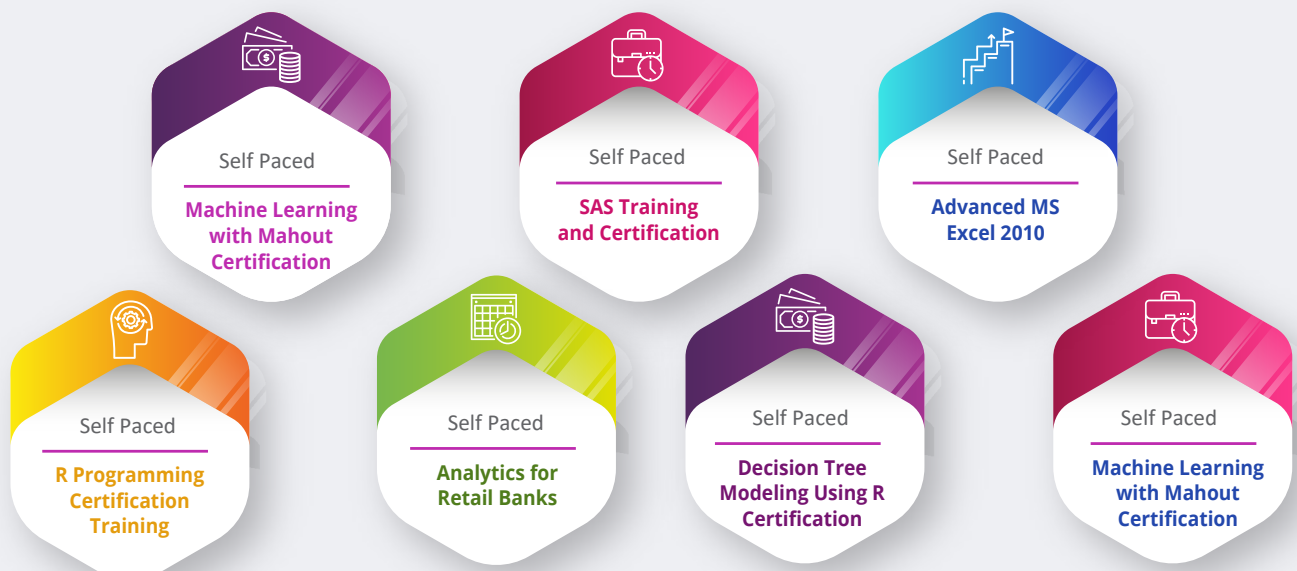 Self Paced
Machine Learning
with Mahout
Certification
Self Paced
SAS Training
and Certification
Self Paced
Advanced MS
Excel 2010
Self Paced
R Programming
Certification
Training
Self Paced
Analytics for
Retail Banks
Self Paced
Decision Tree
Modeling Using R
Certification
Self Paced
Machine Learning
with Mahout
Certification